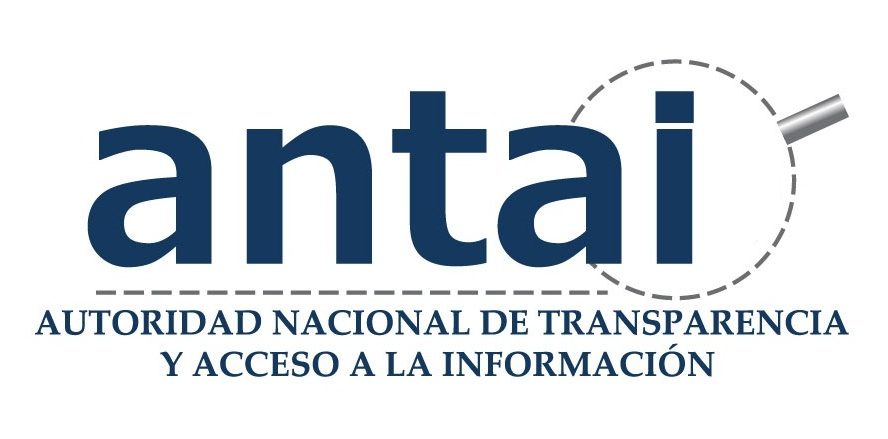 antai
AUTORIDAD NACIONAL DE TRANSPARENCIA
Y ACCESO A LA INFORMACIÓN